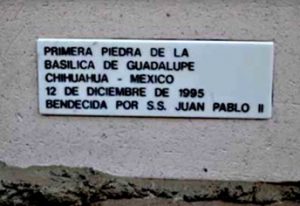 PRIMERA PIEDRA DE LA
BASILICA DE GUADALUPE
CHIHUAHUA - MEXICO
12 DE DICIEMBRE DE 1995
BENDECIDA POR S.S. JUAN PABLO II